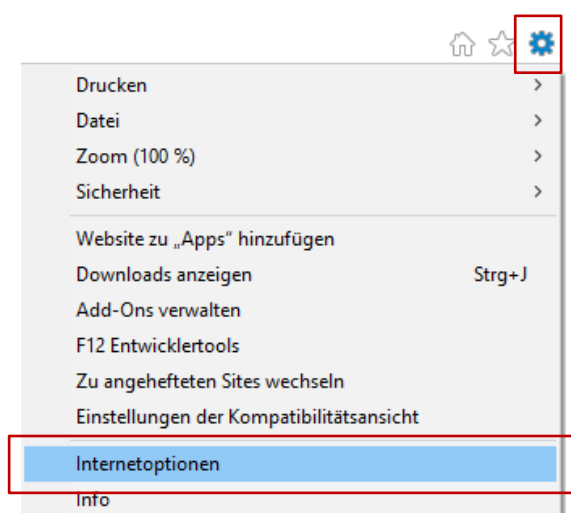 Drucken
Datei
Zoom (100 %)
Sicherheit
Website zu „Apps“ hinzufügen
Downloads anzeigen Strg+J
Add-Ons verwalten
F12 Entwicklertools
Zu angehefteten Sites wechseln
Einstellungen der Kompatibilitätsansicht
Internetoptionen
Info